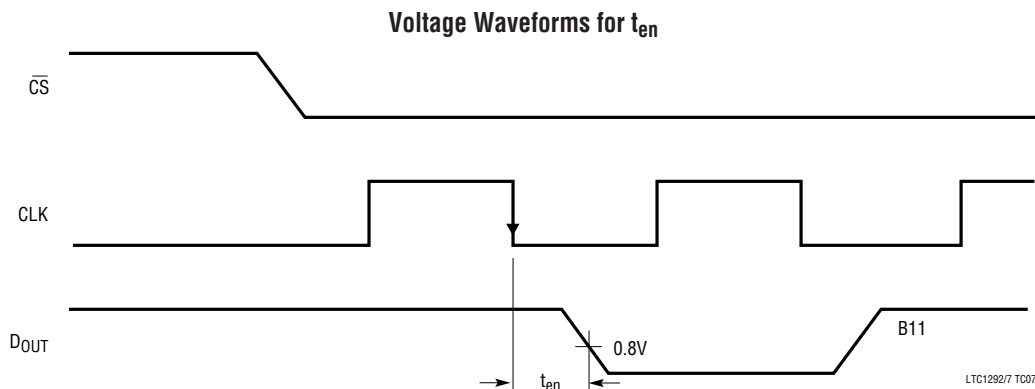 Voltage Waveforms for ten
CS
CLK
DOUT
0.8V
B11
ten
LTC1292/7 TC07